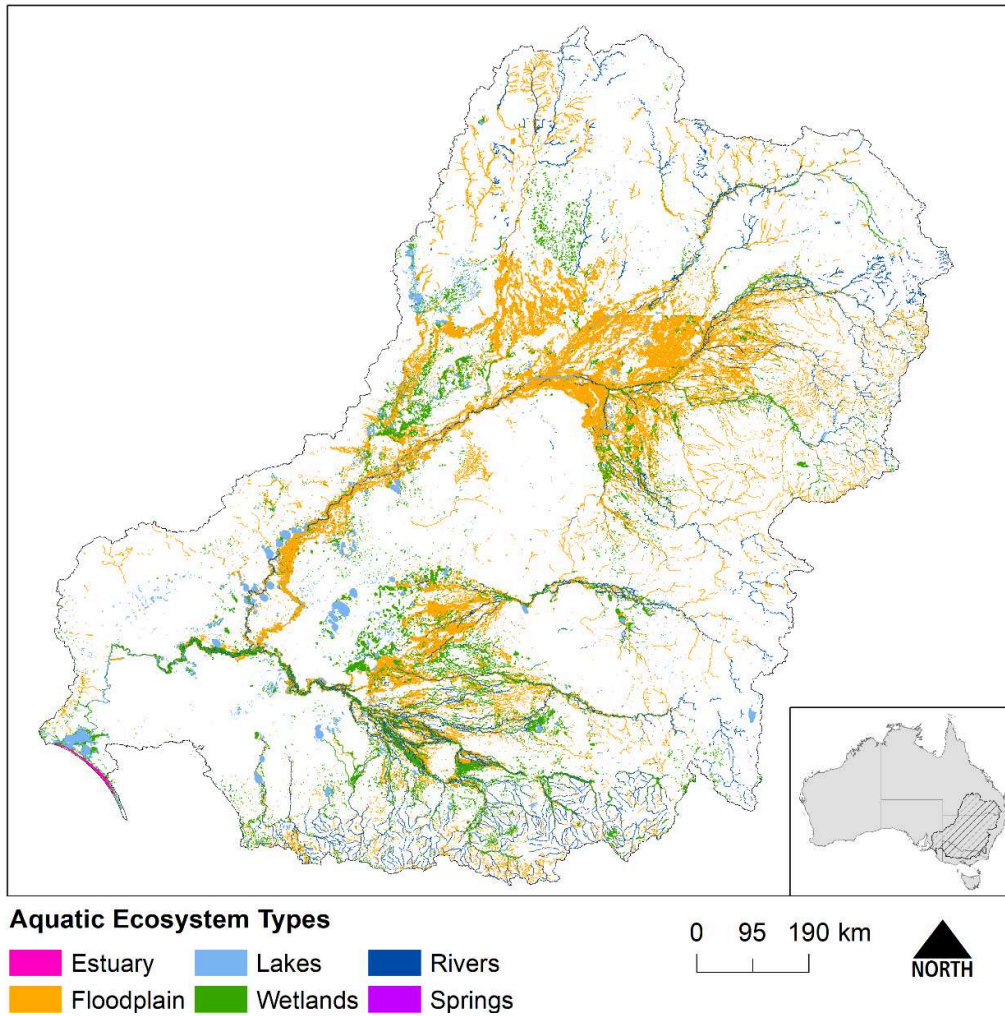 Aquatic Ecosystem Types
Estuary
Lakes
Rivers
Floodplain
Wetlands
Springs
0 95 190 km
NORTH